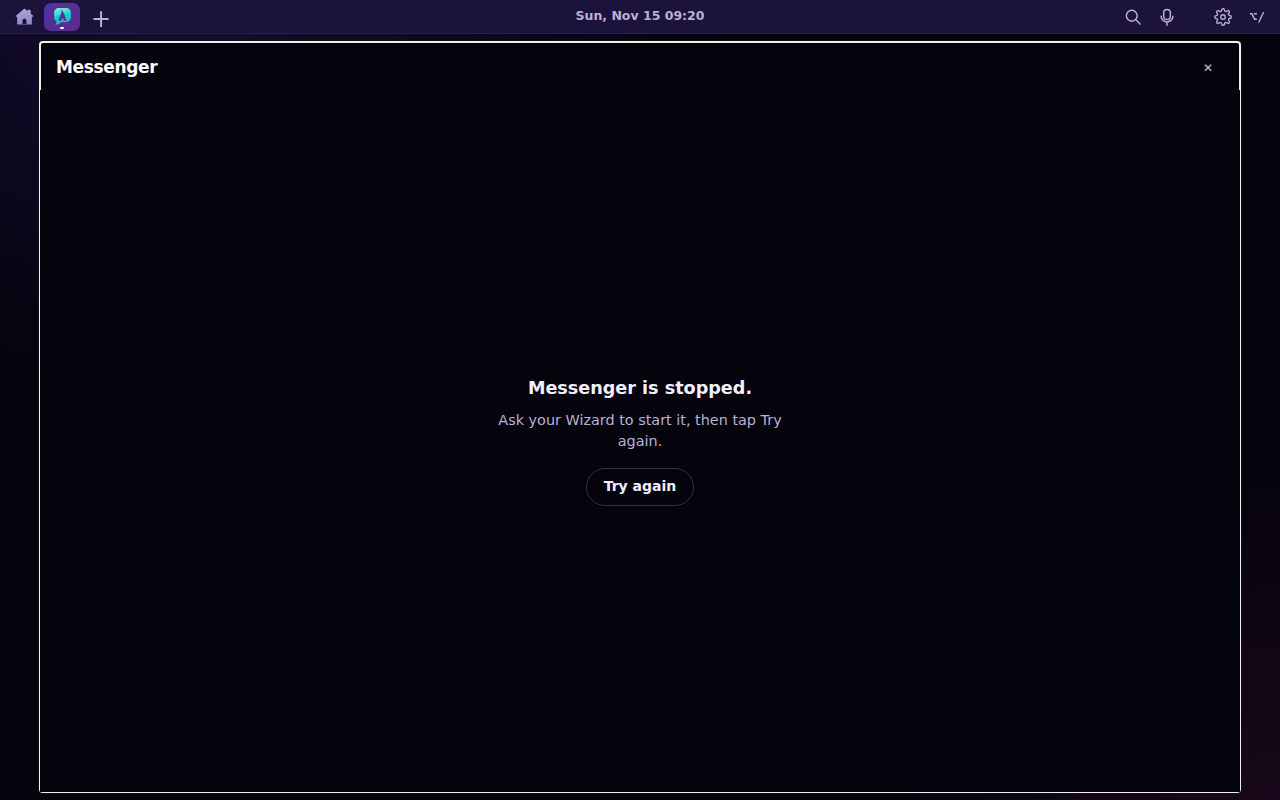 Sun, Nov 15 09:20
⌥/
Messenger
×
Messenger is stopped.
Ask your Wizard to start it, then tap Try
again.
Try again